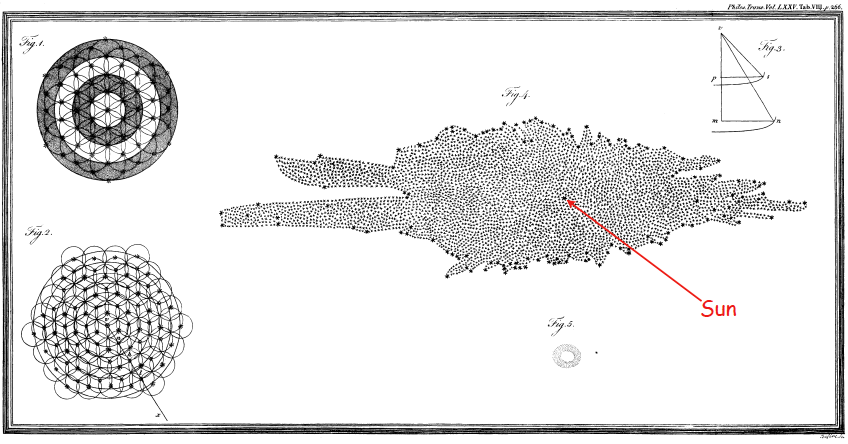 Philos. Trans. Vol. LXXV. Tab. VIII. p. 266.
Fig. 1.
Fig. 4.
Fig. 3.
p
m
n
Fig. 2.
Sun
Fig. 5.